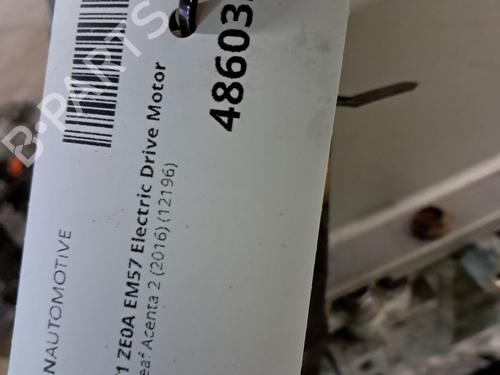 NAUTOMOTIVE
1 ZE0A EM57 Electric Drive Motor
eaf Acenta 2 (2016) (12196)
48603
B-PARTS